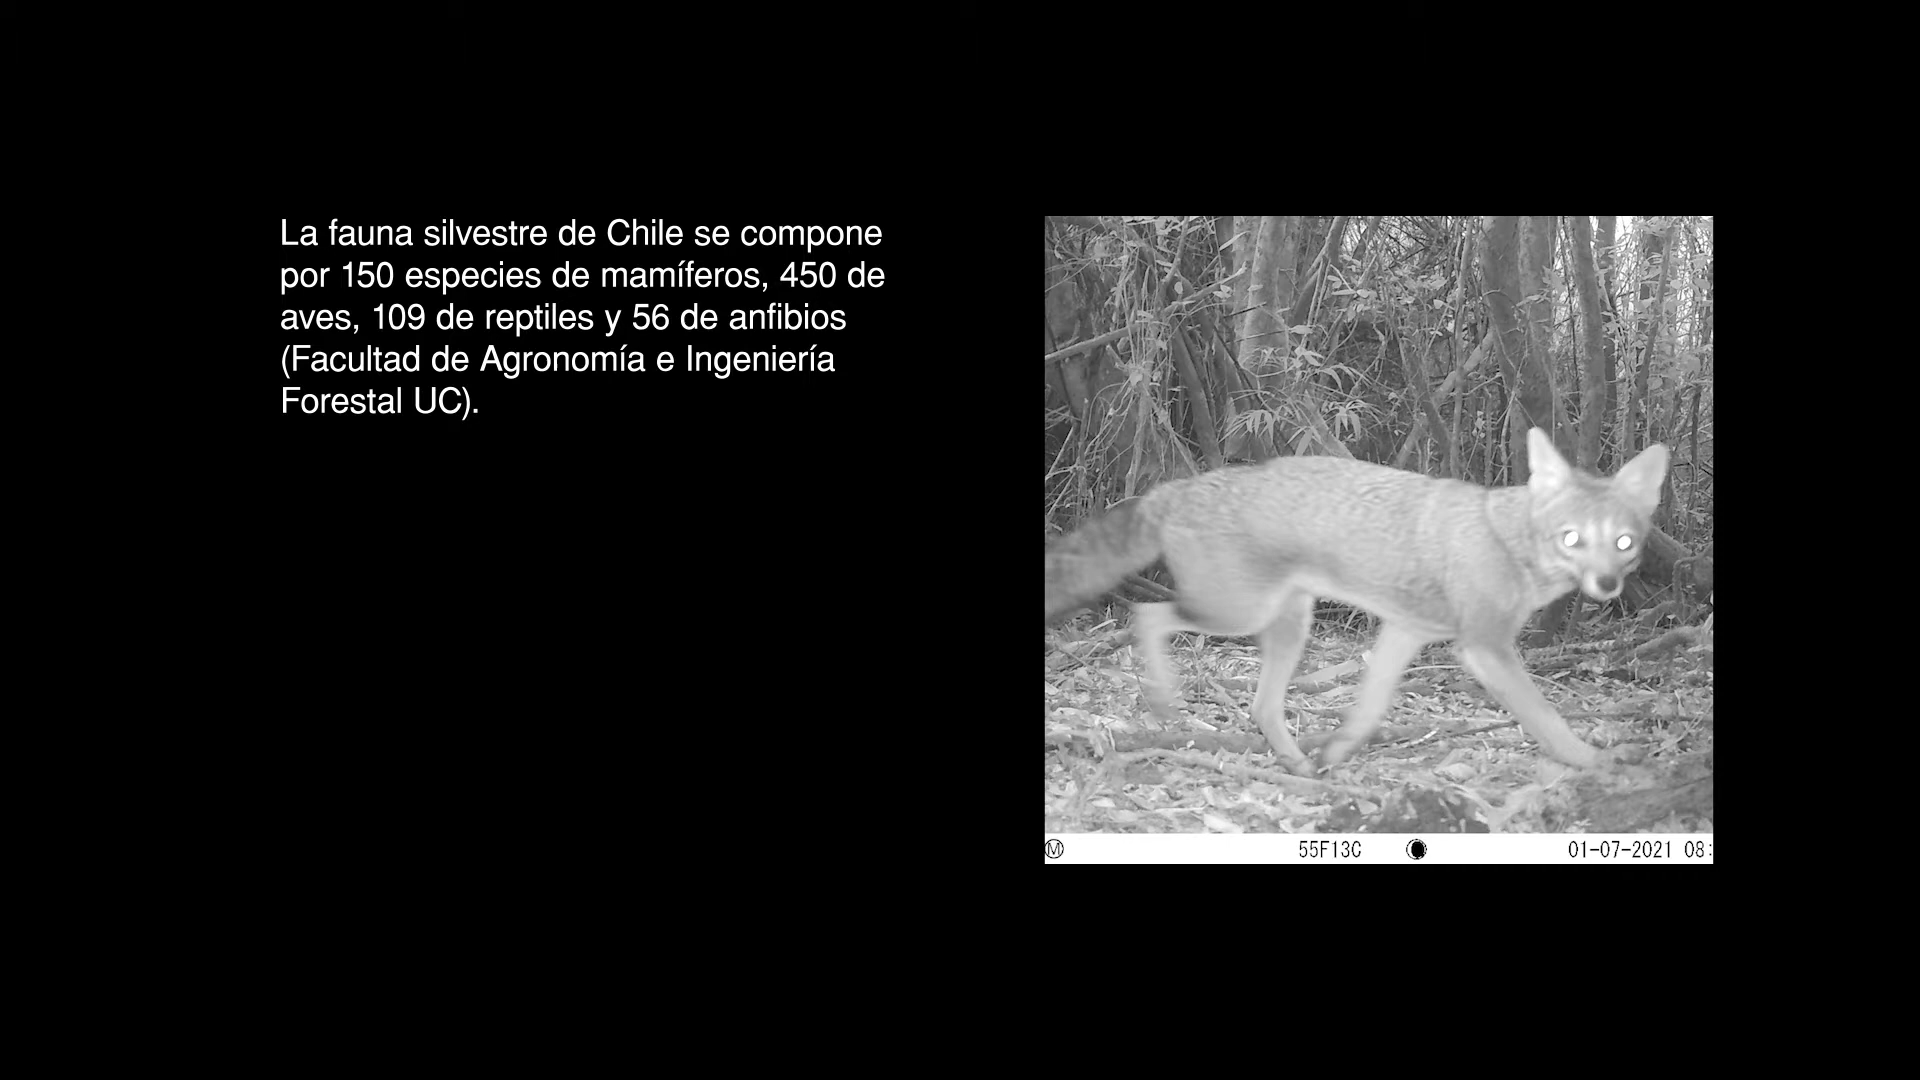 La fauna silvestre de Chile se compone
por 150 especies de mamíferos, 450 de
aves, 109 de reptiles y 56 de anfibios
(Facultad de Agronomía e Ingeniería
Forestal UC).
Ⓜ 55F13C 01-07-2021 08: